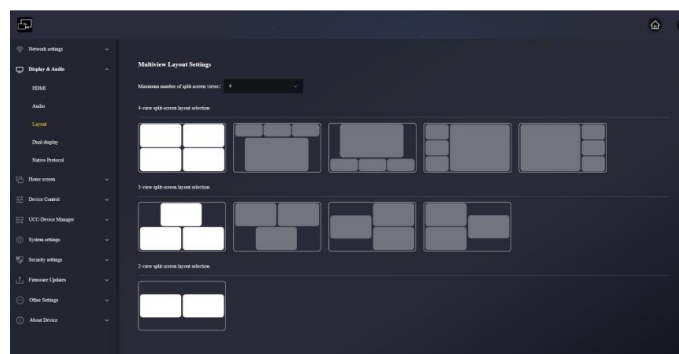 Network settings
Display & Audio
HDMI
Audio
Layout
Dual display
Native Protocol
Home screen
Device Control
UCC-Device Manager
System settings
Security settings
Firmware Updates
Other Settings
About Device
Multiview Layout Settings
Maximum number of split-screen views: 4
4-view split-screen layout selection
3-view split-screen layout selection
2-view split-screen layout selection